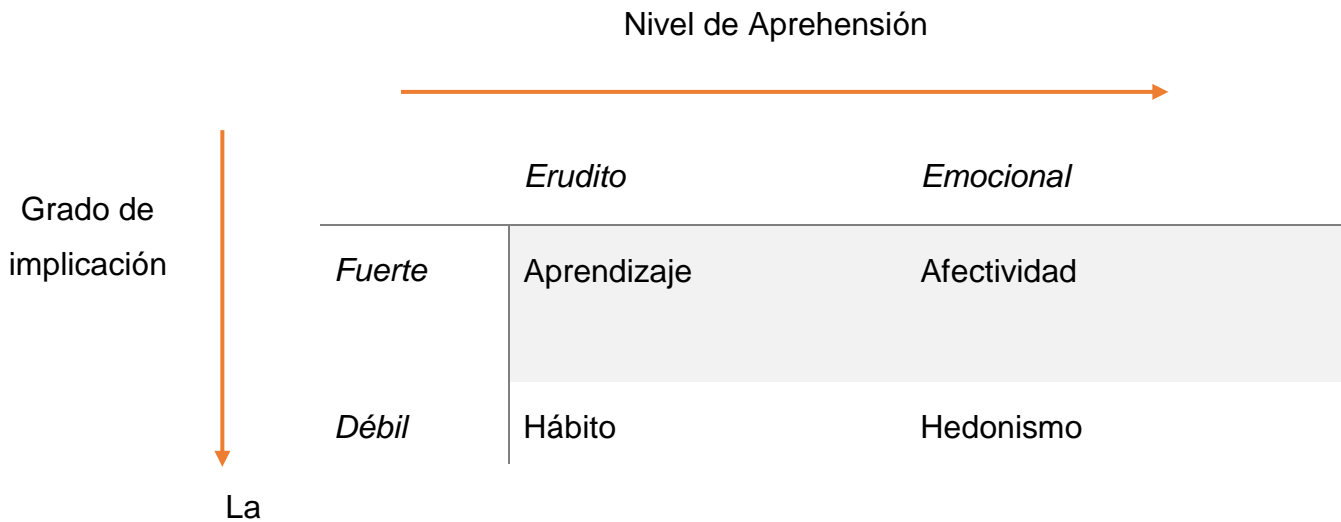 Nivel de Aprehensión
Erudito Emocional
Grado de
implicación
Fuerte Aprendizaje Afectividad
Débil Hábito Hedonismo
La